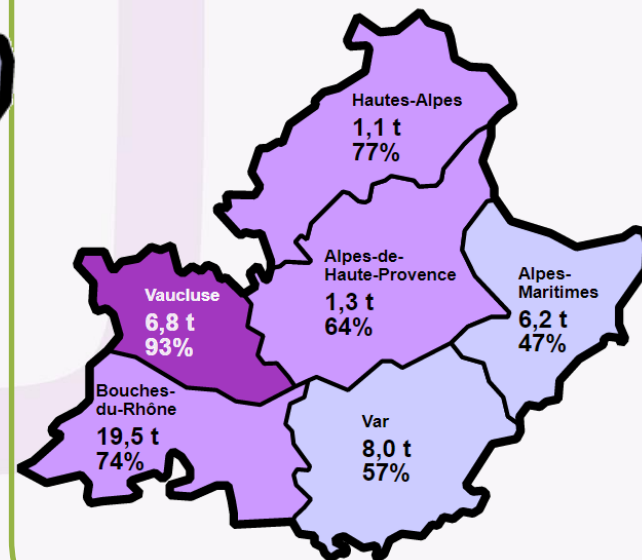 Hautes-Alpes
1,1 t
77%
Alpes-de-
Haute-Provence
1,3 t
64%
Alpes-
Maritimes
6,2 t
47%
Vaucluse
6,8 t
93%
Bouches-
du-Rhône
19,5 t
74%
Var
8,0 t
57%